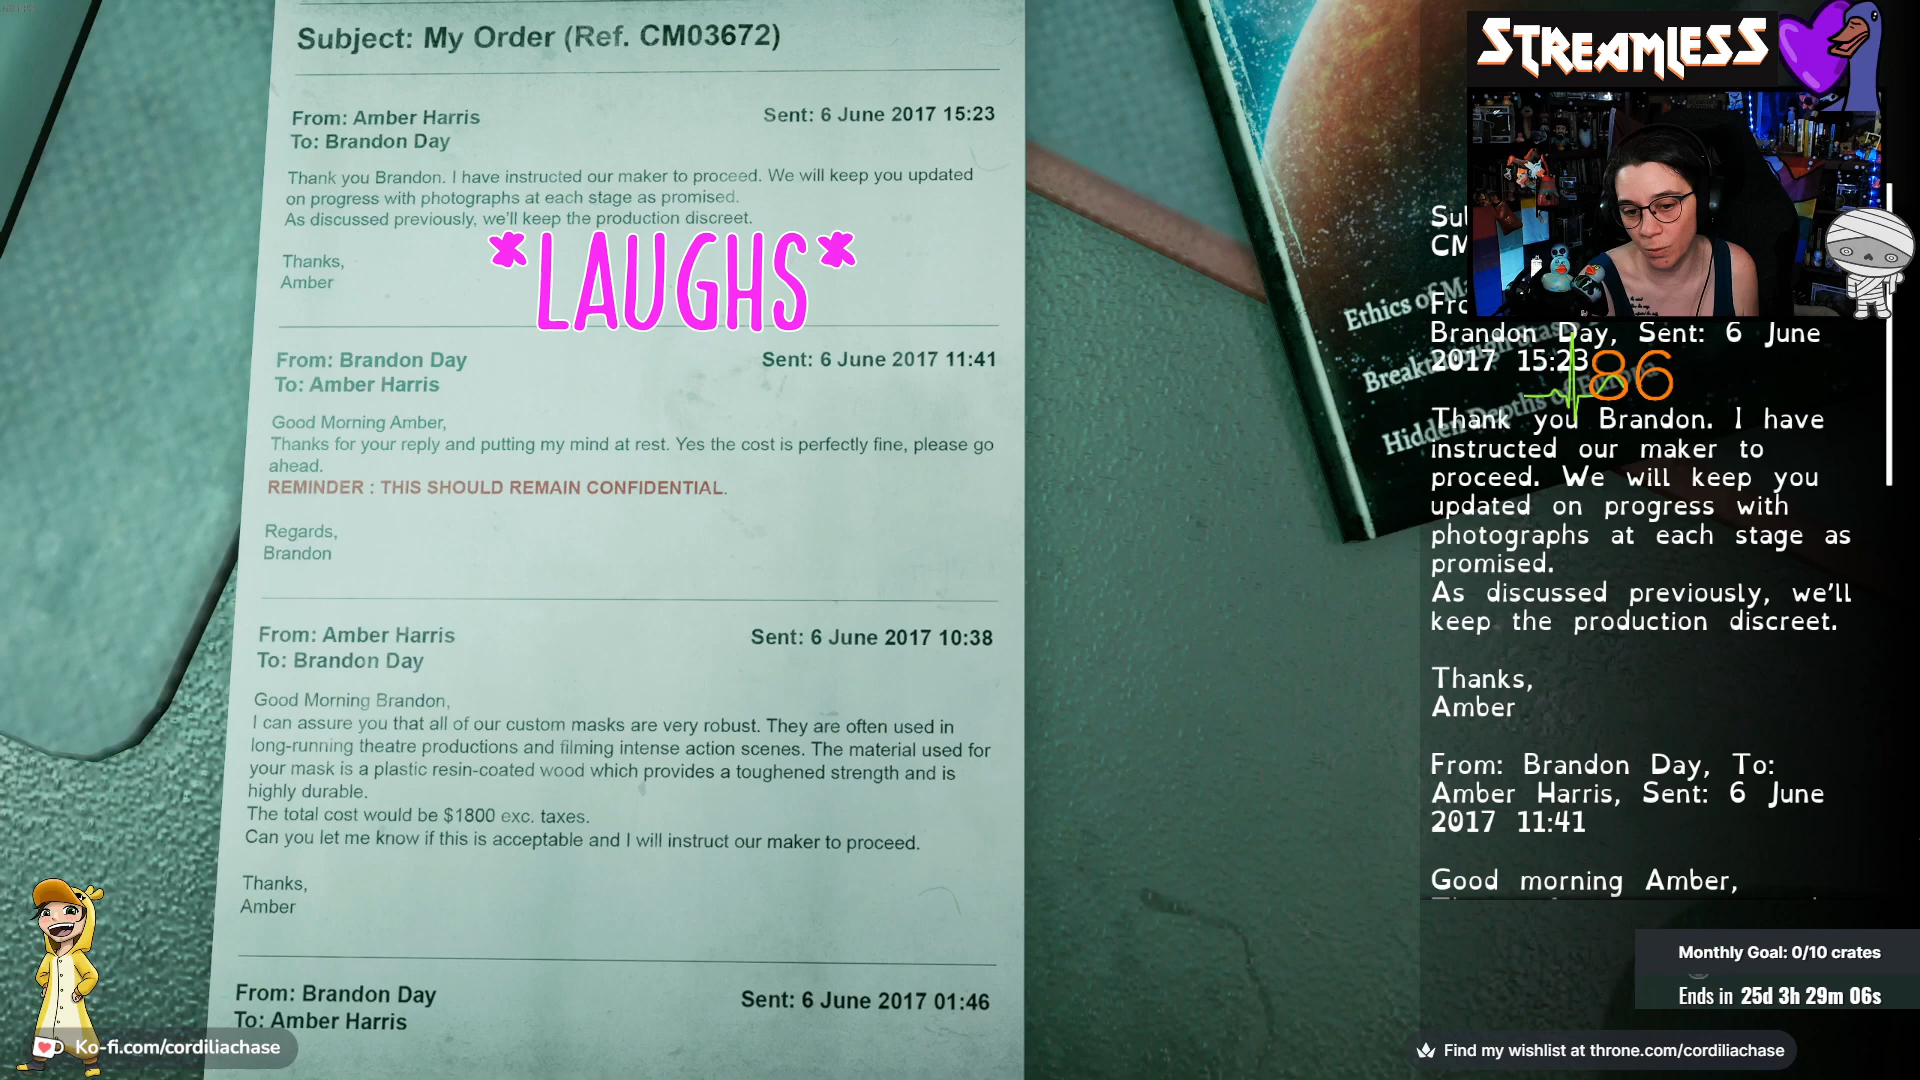 Subject: My Order (Ref. CM03672)
From: Amber Harris
Sent: 6 June 2017 15:23
To: Brandon Day
Thank you Brandon. I have instructed our maker to proceed. We will keep you updated
on progress with photographs at each stage as promised.
As discussed previously, we'll keep the production discreet.
Thanks,
Amber
*LAUGHS*
From: Brandon Day
Sent: 6 June 2017 11:41
To: Amber Harris
Good Morning Amber,
Thanks for your reply and putting my mind at rest. Yes the cost is perfectly fine, please go
ahead.
REMINDER : THIS SHOULD REMAIN CONFIDENTIAL.
Regards,
Brandon
From: Amber Harris
Sent: 6 June 2017 10:38
To: Brandon Day
Good Morning Brandon,
I can assure you that all of our custom masks are very robust. They are often used in
long-running theatre productions and filming intense action scenes. The material used for
your mask is a plastic resin-coated wood which provides a toughened strength and is
highly durable.
The total cost would be $1800 exc. taxes.
Can you let me know if this is acceptable and I will instruct our maker to proceed.
Thanks,
Amber
From: Brandon Day
Sent: 6 June 2017 01:46
To: Amber Harris
Ko-fi.com/cordiliachase
STREAMLESS
Ethics of
Hidden Depths of
CM
Brandon Day, Sent: 6 June
2017 15:23
86
Thank you Brandon. I have
instructed our maker to
proceed. We will keep you
updated on progress with
photographs at each stage as
promised.
As discussed previously, we'll
keep the production discreet.
Thanks,
Amber
From: Brandon Day, To:
Amber Harris, Sent: 6 June
2017 11:41
Good morning Amber,
Monthly Goal: 0/10 crates
Ends in 25d 3h 29m 06s
Find my wishlist at throne.com/cordiliachase